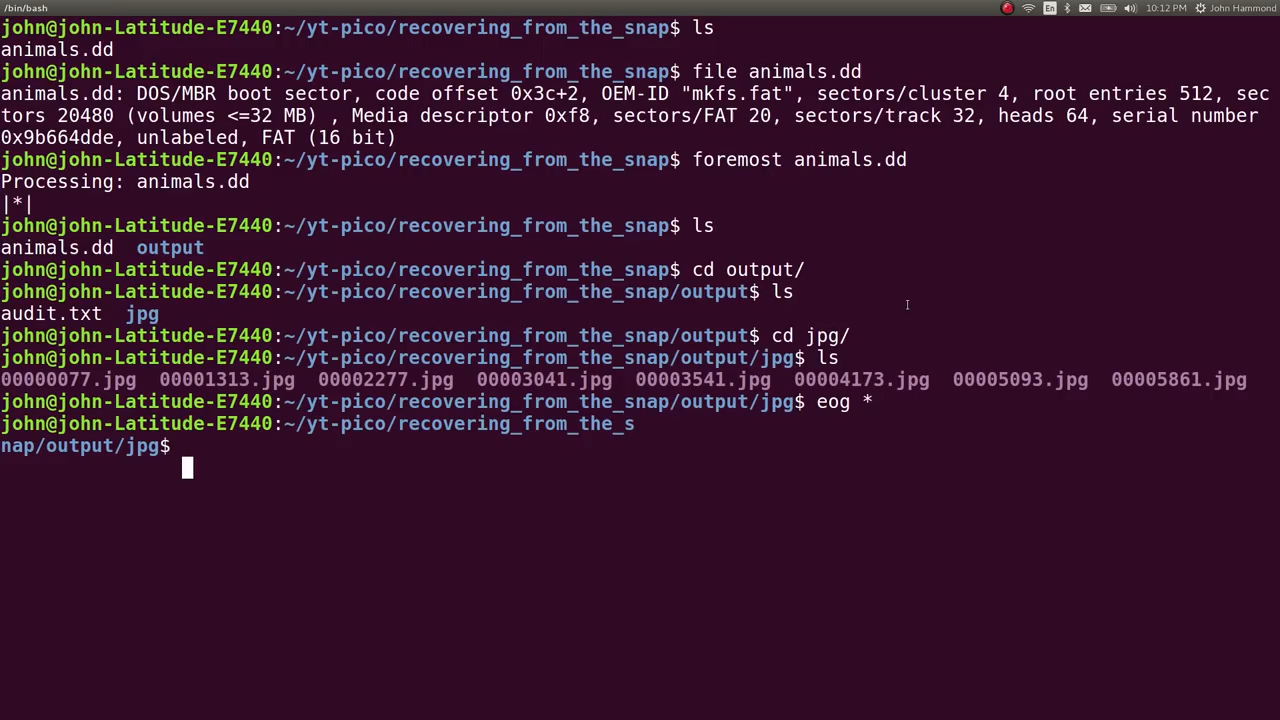 /bin/bash
En
10:12 PM
John Hammond
john@john-Latitude-E7440:~/yt-pico/recovering_from_the_snap$ ls
animals.dd
john@john-Latitude-E7440:~/yt-pico/recovering_from_the_snap$ file animals.dd
animals.dd: DOS/MBR boot sector, code offset 0x3c+2, OEM-ID "mkfs.fat", sectors/cluster 4, root entries 512, sec
tors 20480 (volumes <=32 MB) , Media descriptor 0xf8, sectors/FAT 20, sectors/track 32, heads 64, serial number
0x9b664dde, unlabeled, FAT (16 bit)
john@john-Latitude-E7440:~/yt-pico/recovering_from_the_snap$ foremost animals.dd
Processing: animals.dd
|*|
john@john-Latitude-E7440:~/yt-pico/recovering_from_the_snap$ ls
animals.dd  output
john@john-Latitude-E7440:~/yt-pico/recovering_from_the_snap$ cd output/
john@john-Latitude-E7440:~/yt-pico/recovering_from_the_snap/output$ ls
audit.txt  jpg
john@john-Latitude-E7440:~/yt-pico/recovering_from_the_snap/output$ cd jpg/
john@john-Latitude-E7440:~/yt-pico/recovering_from_the_snap/output/jpg$ ls
00000077.jpg  00001313.jpg  00002277.jpg  00003041.jpg  00003541.jpg  00004173.jpg  00005093.jpg  00005861.jpg
john@john-Latitude-E7440:~/yt-pico/recovering_from_the_snap/output/jpg$ eog *
john@john-Latitude-E7440:~/yt-pico/recovering_from_the_s
nap/output/jpg$